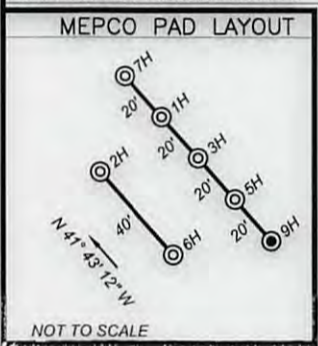 MEPCO PAD LAYOUT
7H
20'
1H
20'
3H
20'
5H
20'
9H
2H
40'
6H
N 41° 43' 12" W
NOT TO SCALE